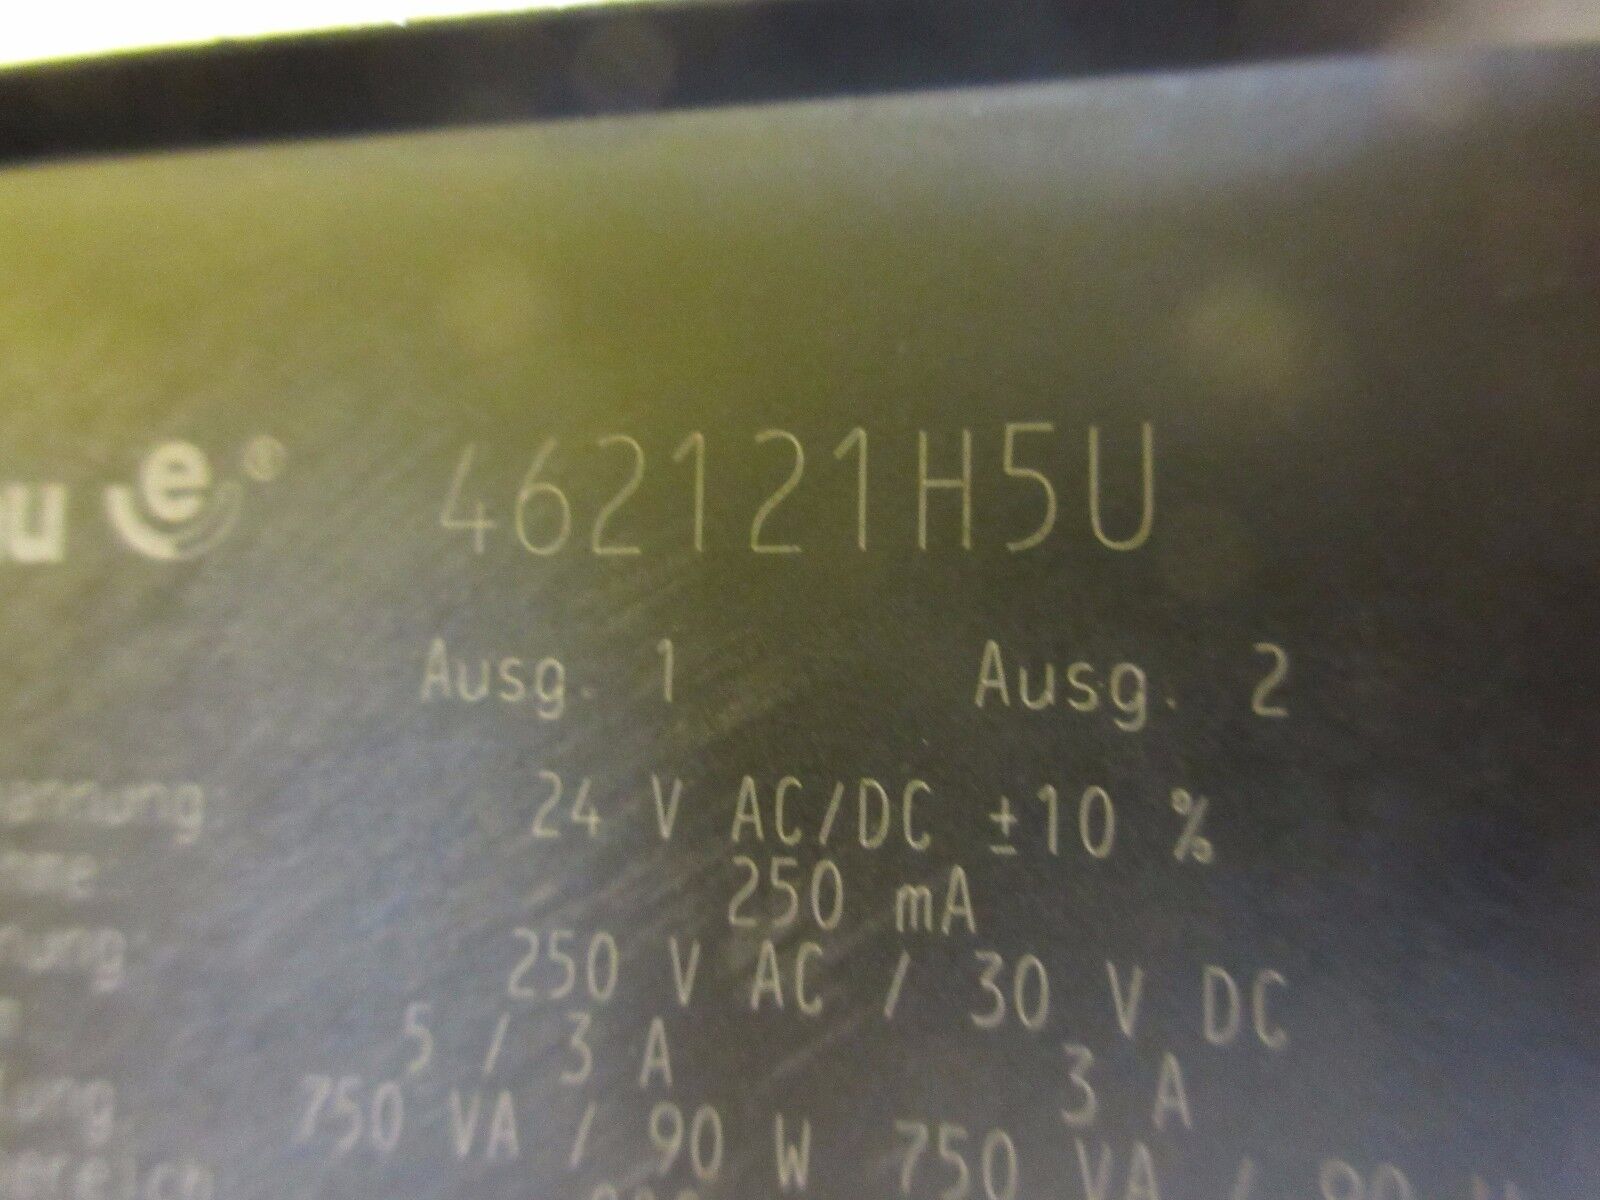 u e® 462121H5U
Ausg. 1 Ausg. 2
24 V AC/DC ±10 %
250 mA
250 V AC / 30 V DC
5 / 3 A 3 A
750 VA / 90 W 750 VA / 90 W